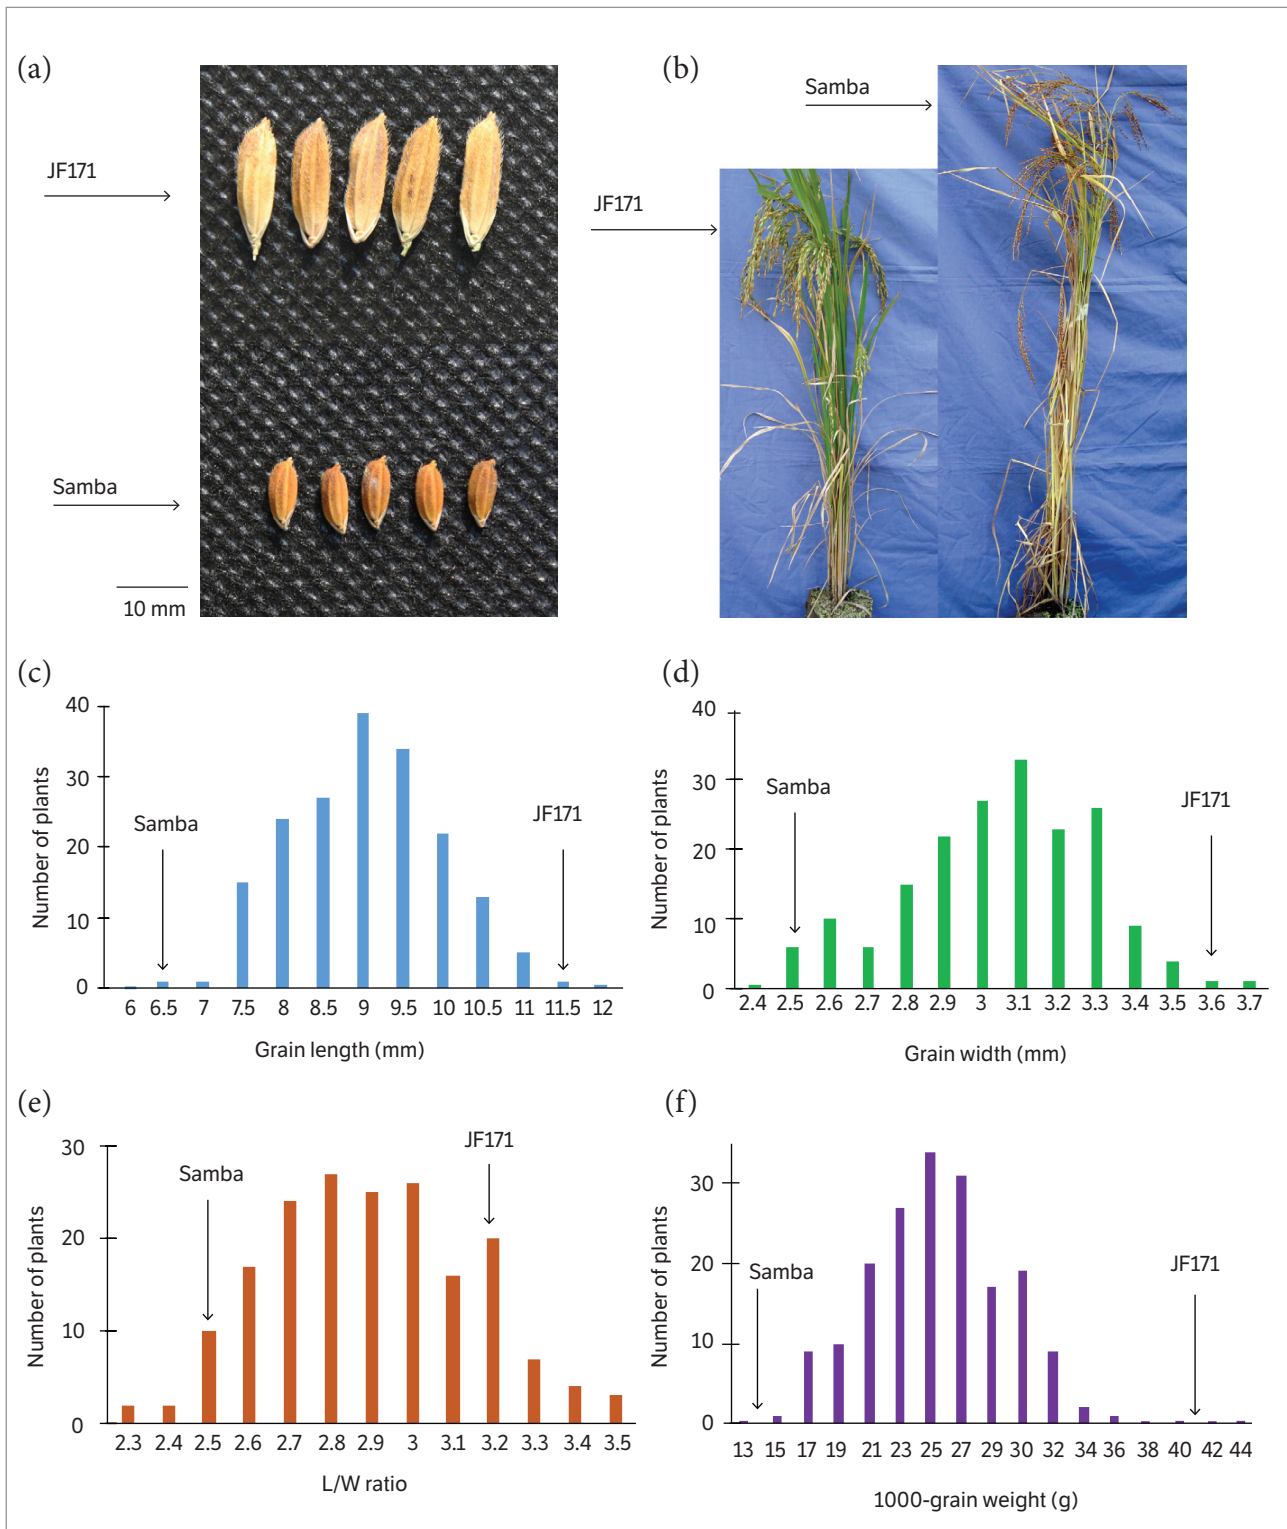 (a)
JF171
Samba
10 mm
(b)
Samba
JF171
(c)
Number of plants
40
30
20
10
0
Samba
JF171
6 6.5 7 7.5 8 8.5 9 9.5 10 10.5 11 11.5 12
Grain length (mm)
(d)
Number of plants
40
30
20
10
0
Samba
JF171
2.4 2.5 2.6 2.7 2.8 2.9 3 3.1 3.2 3.3 3.4 3.5 3.6 3.7
Grain width (mm)
(e)
Number of plants
30
20
10
0
Samba
JF171
2.3 2.4 2.5 2.6 2.7 2.8 2.9 3 3.1 3.2 3.3 3.4 3.5
L/W ratio
(f)
Number of plants
30
20
10
0
Samba
JF171
13 15 17 19 21 23 25 27 29 30 32 34 36 38 40 42 44
1000-grain weight (g)